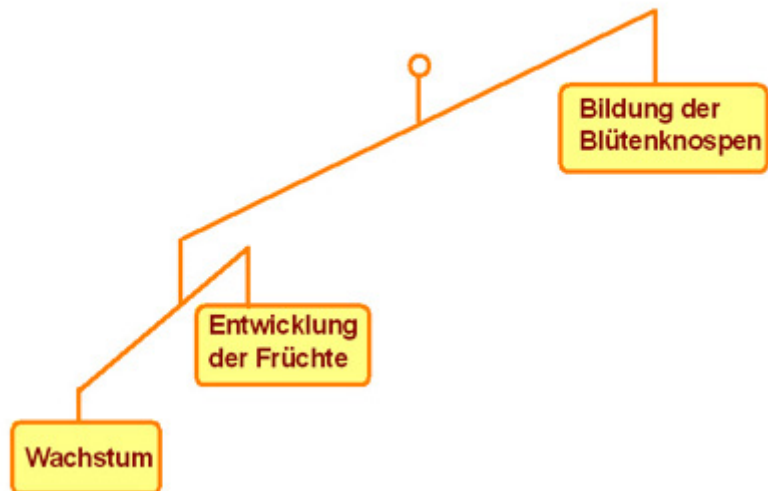 Bildung der
Blütenknospen
Entwicklung
der Früchte
Wachstum